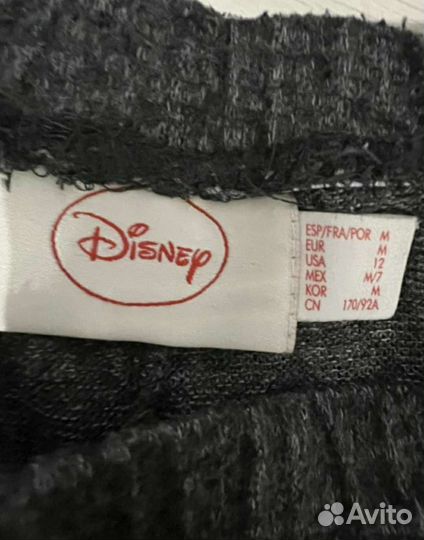 Disney
ESP/FRA/POR M
EUR M
USA 12
MEX M/7
KOR M
CN 170/92A
Avito